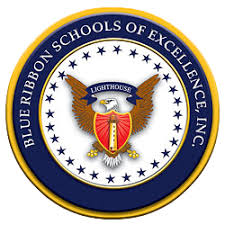 BLUE RIBBON SCHOOLS OF EXCELLENCE, INC.
LIGHTHOUSE